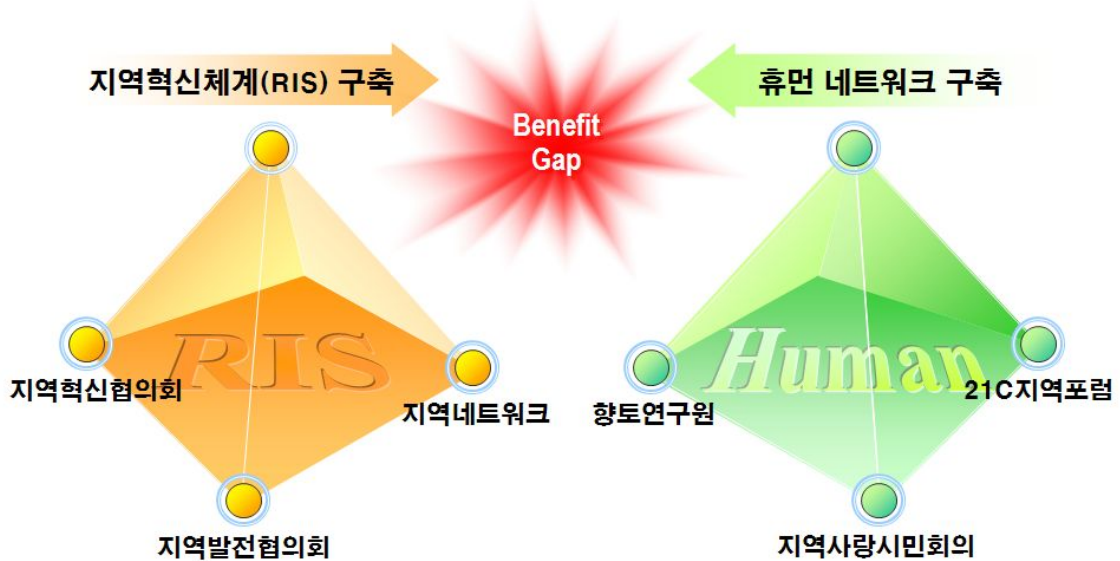 지역혁신체계(RIS) 구축
Benefit
Gap
휴먼 네트워크 구축
RIS
Human
지역혁신협의회
지역네트워크
지역발전협의회
향토연구원
21C지역포럼
지역사랑시민회의